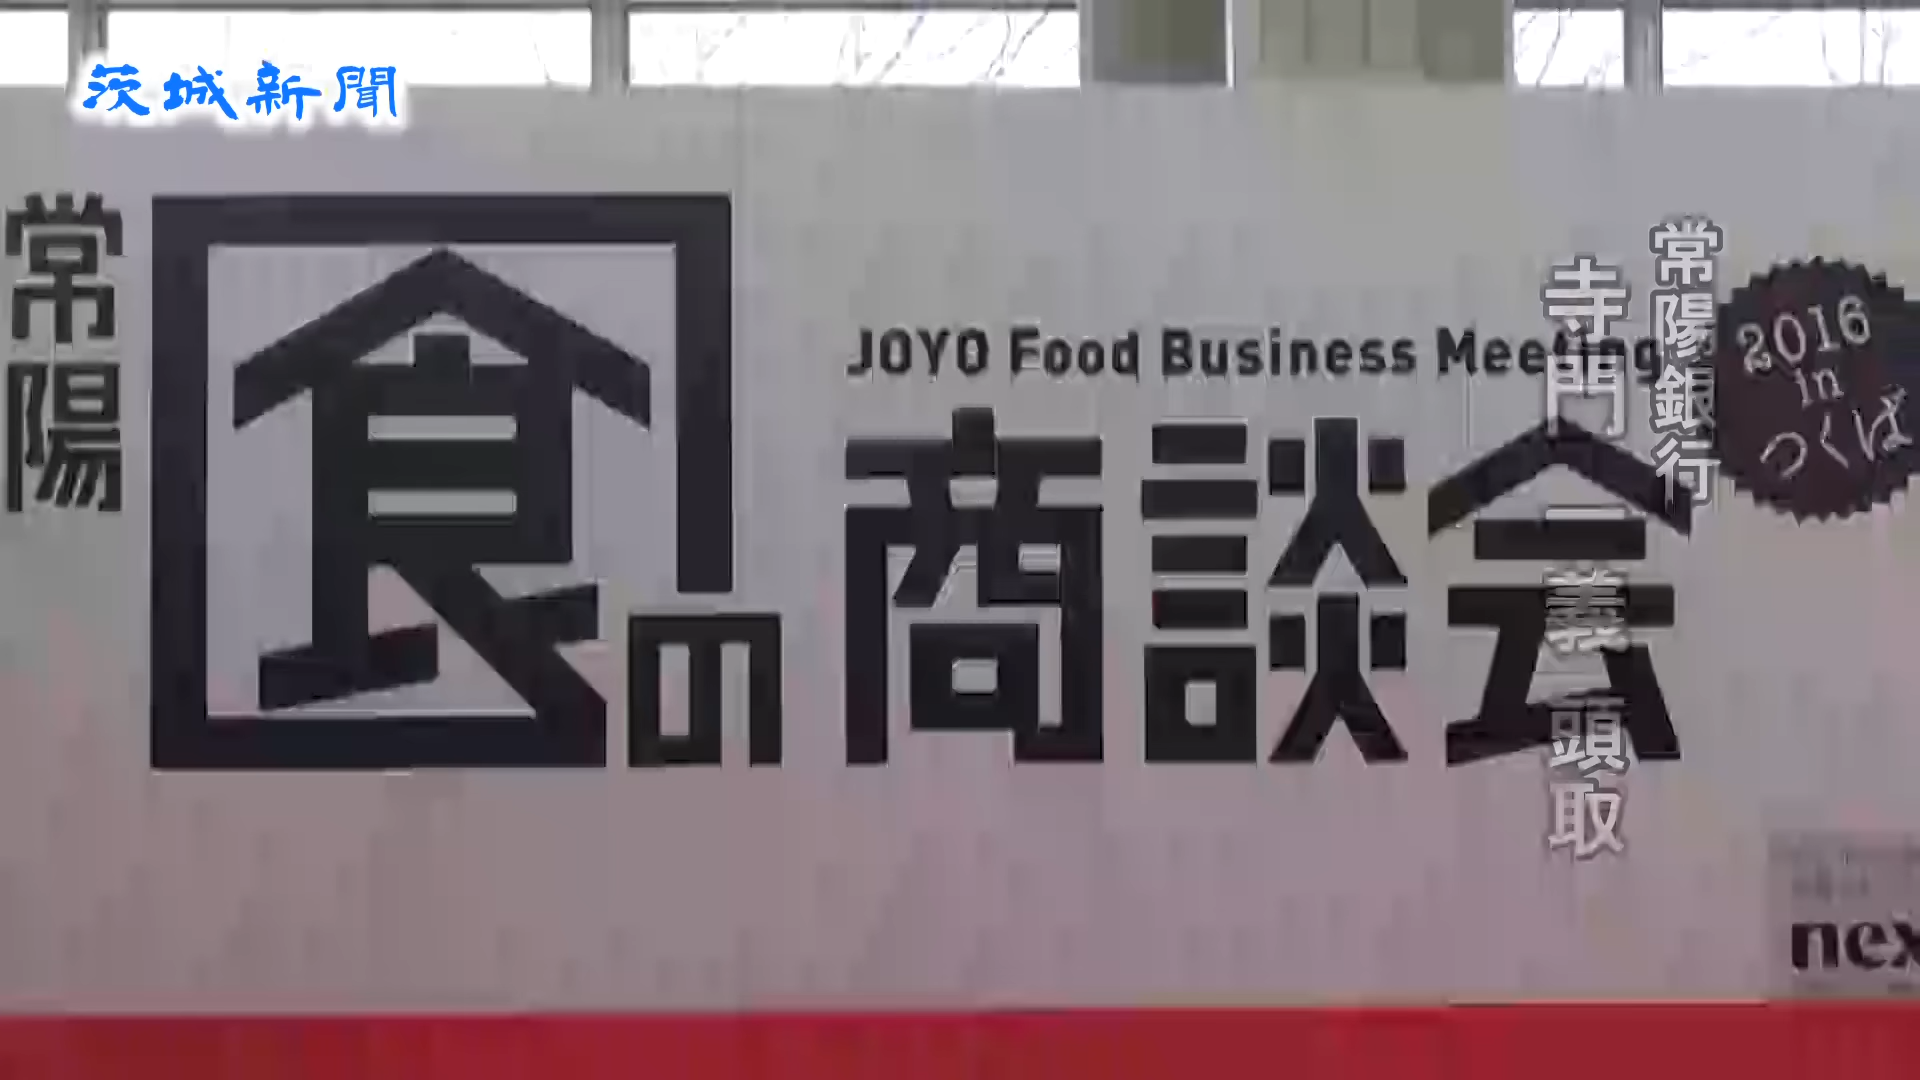 茨城新聞
常陽
食の商談会
JOYO Food Business Meeting
2016
in
つくば
常陽銀行
寺門一義頭取
nex